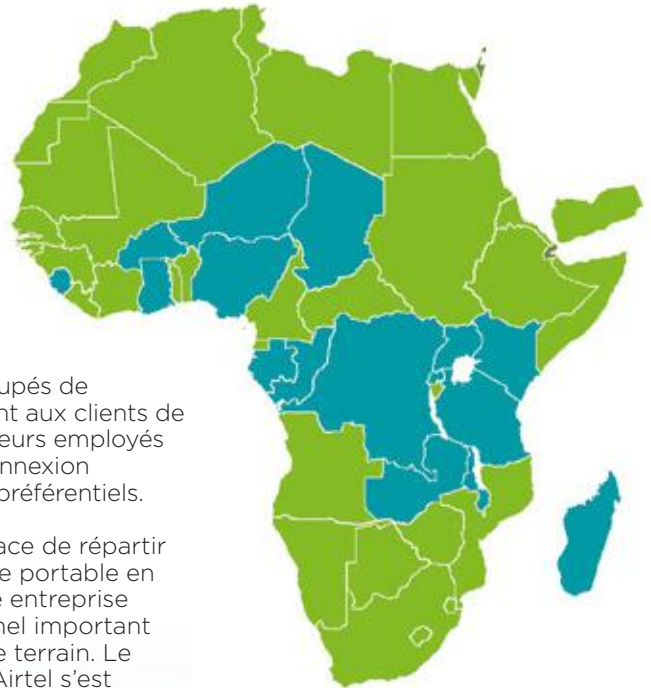 upés de
nt aux clients de
eurs employés
nnexion
préférentiels.
ace de répartir
e portable en
e entreprise
nel important
e terrain. Le
Airtel s'est